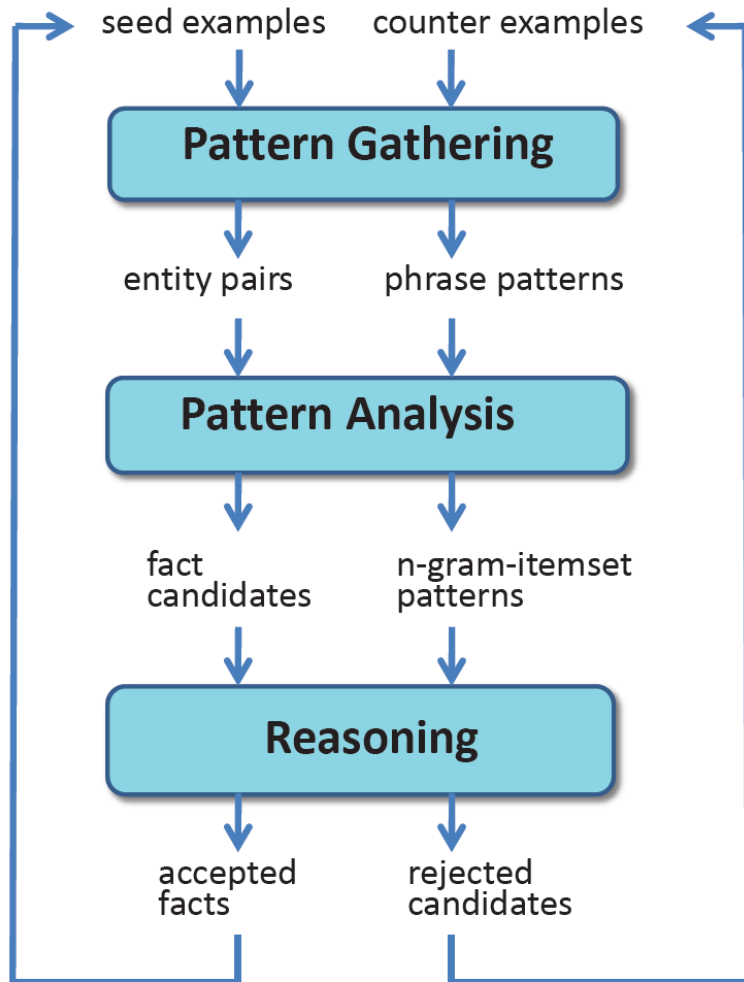 seed examples counter examples
Pattern Gathering
entity pairs phrase patterns
Pattern Analysis
fact
candidates
n-gram-itemset
patterns
Reasoning
accepted
facts
rejected
candidates